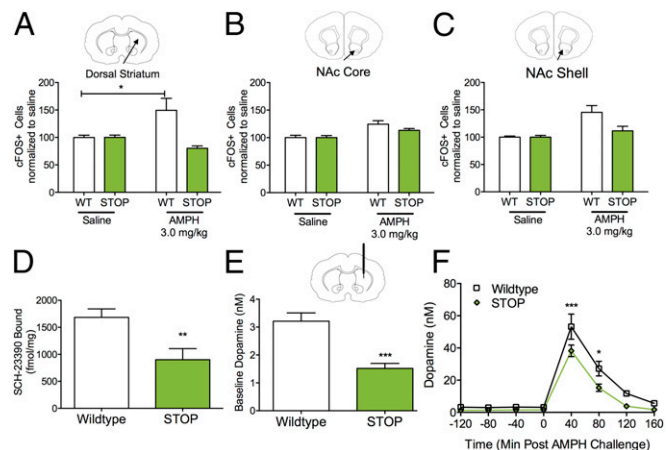 A
Dorsal Striatum
*
cFOS+ Cells
normalized to saline
200
150
100
50
0
WT STOP WT STOP
Saline AMPH
3.0 mg/kg
B
NAc Core
cFOS+ Cells
normalized to saline
200
150
100
50
0
WT STOP WT STOP
Saline AMPH
3.0 mg/kg
C
NAc Shell
cFOS+ Cells
normalized to saline
200
150
100
50
0
WT STOP WT STOP
Saline AMPH
3.0 mg/kg
D
SCH-23390 Bound
fmol/mg)
2000
1500
1000
500
0
**
Wildtype STOP
E
Baseline Dopamine (nM)
4
3
2
1
0
***
Wildtype STOP
F
Dopamine (nM)
80
60
40
20
0
Wildtype
STOP
***
*
-120 -80 -40 0 40 80 120 160
Time (Min Post AMPH Challenge)